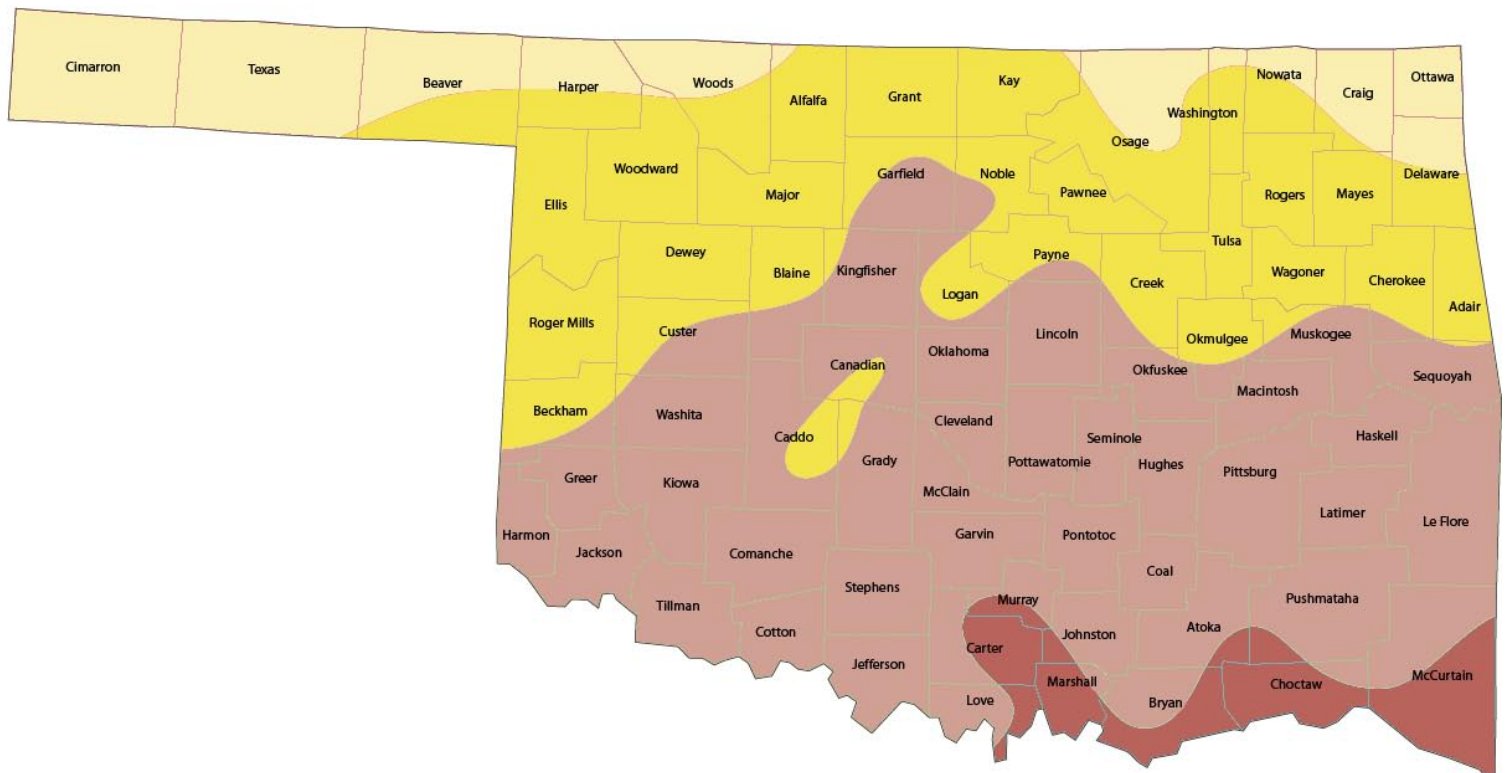 Cimarron
Texas
Beaver
Harper
Woods
Alfalfa
Grant
Kay
Osage
Washington
Nowata
Craig
Ottawa
Woodward
Ellis
Major
Garfield
Noble
Pawnee
Rogers
Mayes
Delaware
Dewey
Blaine
Kingfisher
Logan
Payne
Creek
Tulsa
Wagoner
Cherokee
Adair
Roger Mills
Custer
Canadian
Oklahoma
Lincoln
Okmulgee
Muskogee
Okfuskee
Macintosh
Sequoyah
Beckham
Washita
Caddo
Grady
Cleveland
Pottawatomie
Seminole
Hughes
Pittsburg
Haskell
Greer
Kiowa
McClain
Latimer
Le Flore
Harmon
Jackson
Comanche
Garvin
Pontotoc
Coal
Tillman
Cotton
Stephens
Murray
Johnston
Atoka
Pushmataha
Jefferson
Carter
Love
Marshall
Bryan
Choctaw
McCurtain